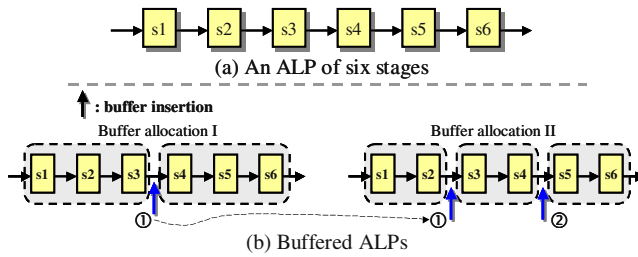 s1 s2 s3 s4 s5 s6
(a) An ALP of six stages
: buffer insertion
Buffer allocation I
s1 s2 s3 s4 s5 s6
①
Buffer allocation II
s1 s2 s3 s4 s5 s6
① ②
(b) Buffered ALPs